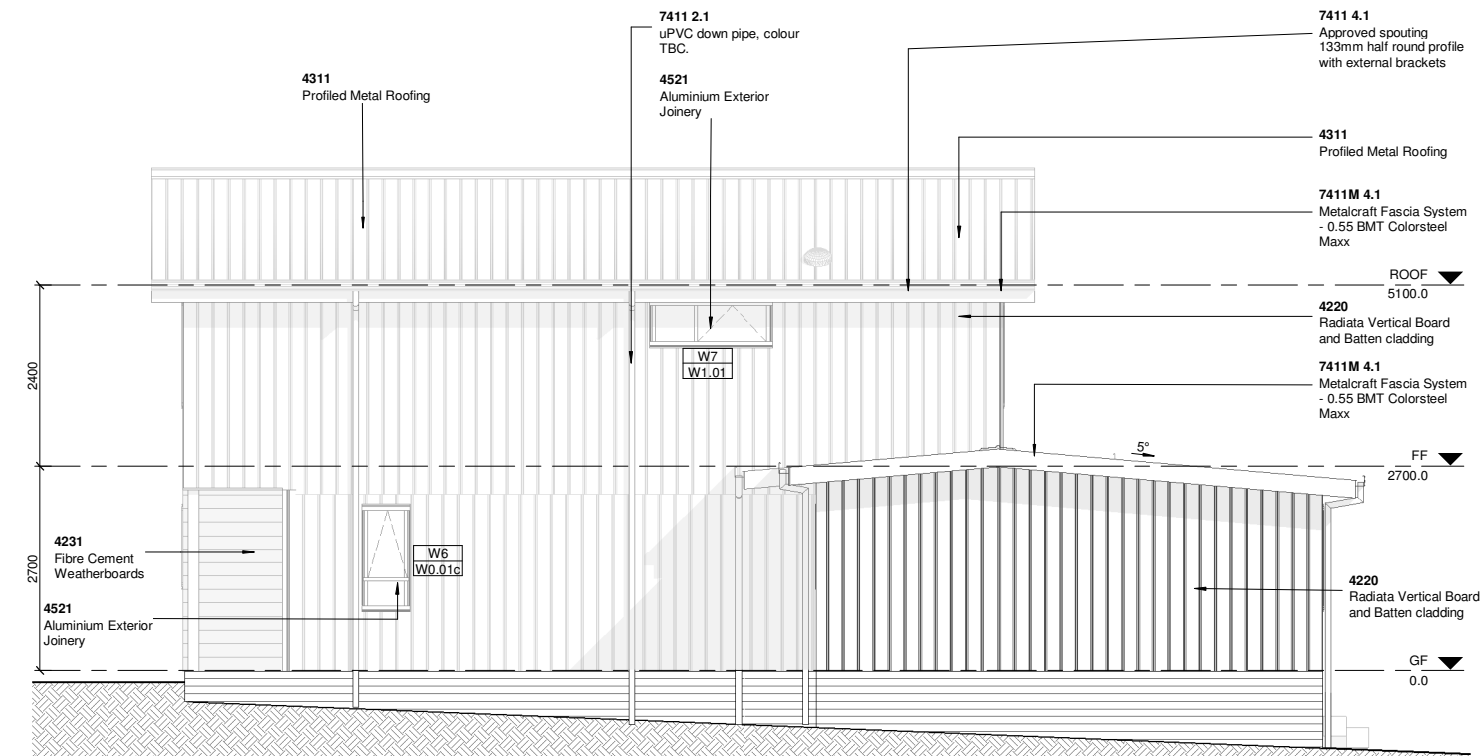 7411 2.1
uPVC down pipe, colour
TBC.
7411 4.1
Approved spouting
133mm half round profile
with external brackets
4311
Profiled Metal Roofing
4521
Aluminium Exterior
Joinery
4311
Profiled Metal Roofing
7411M 4.1
Metalcraft Fascia System
- 0.55 BMT Colorsteel
Maxx
ROOF
5100.0
4220
Radiata Vertical Board
and Batten cladding
2400
W7
W1.01
7411M 4.1
Metalcraft Fascia System
- 0.55 BMT Colorsteel
Maxx
5°
FF
2700.0
4231
Fibre Cement
Weatherboards
2700
W6
W0.01c
4521
Aluminium Exterior
Joinery
4220
Radiata Vertical Board
and Batten cladding
GF
0.0